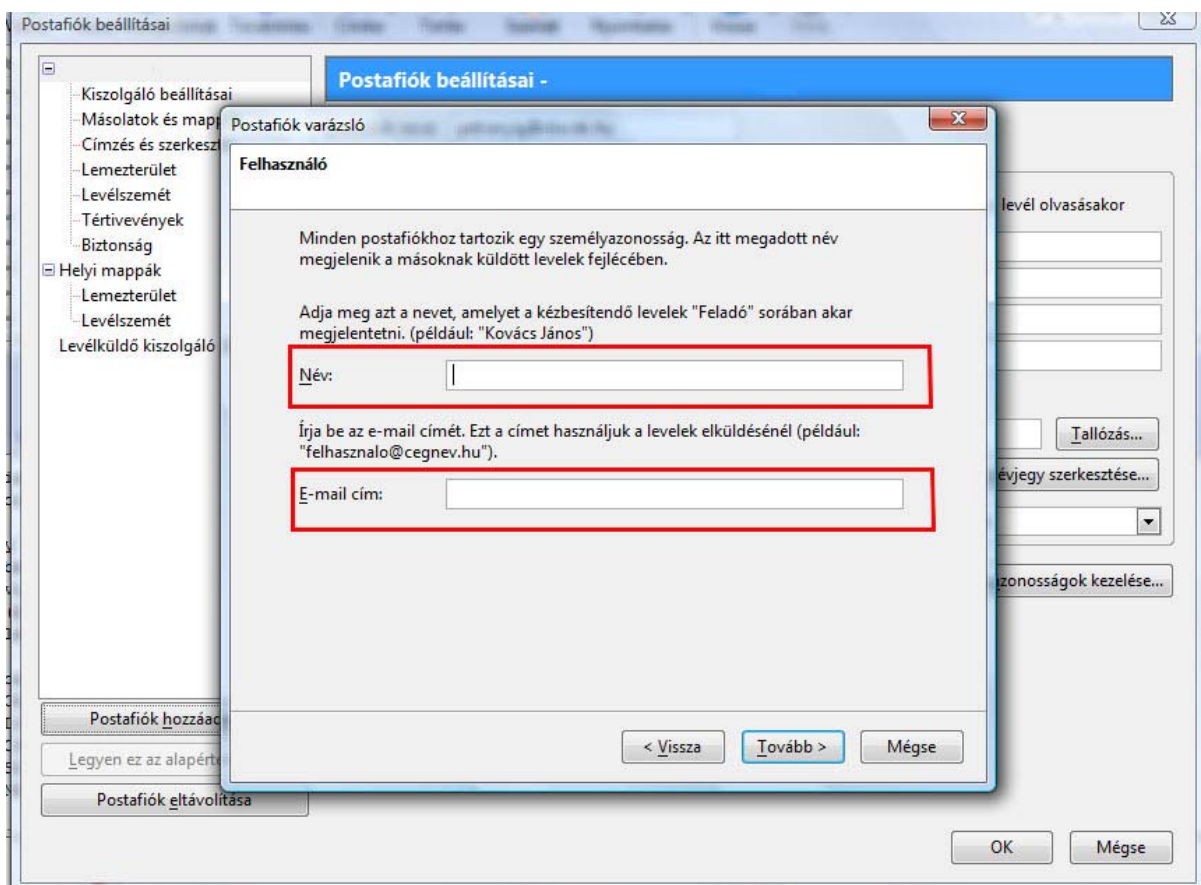 Postafiók beállításai
Postafiók beállításai -
Kiszolgáló beállításai
Másolatok és mapp
Címzés és szerkeszt
Lemezterület
Levélszemét
Tértivevények
Biztonság
Helyi mappák
Lemezterület
Levélszemét
Levélküldő kiszolgáló
Postafiók hozzáad
Legyen ez az alapérte
Postafiók eltávolítása
Postafiók varázsló
Felhasználó
Minden postafiókhoz tartozik egy személyazonosság. Az itt megadott név
megjelenik a másoknak küldött levelek fejlécében.
Adja meg azt a nevet, amelyet a kézbesítendő levelek "Feladó" sorában akar
megjelentetni. (például: "Kovács János")
Név:
Írja be az e-mail címét. Ezt a címet használjuk a levelek elküldésénél (például:
"felhasznalo@cegnev.hu").
E-mail cím:
< Vissza
Tovább >
Mégse
levél olvasásakor
Tallózás...
évjegy szerkesztése...
zonosságok kezelése...
OK
Mégse